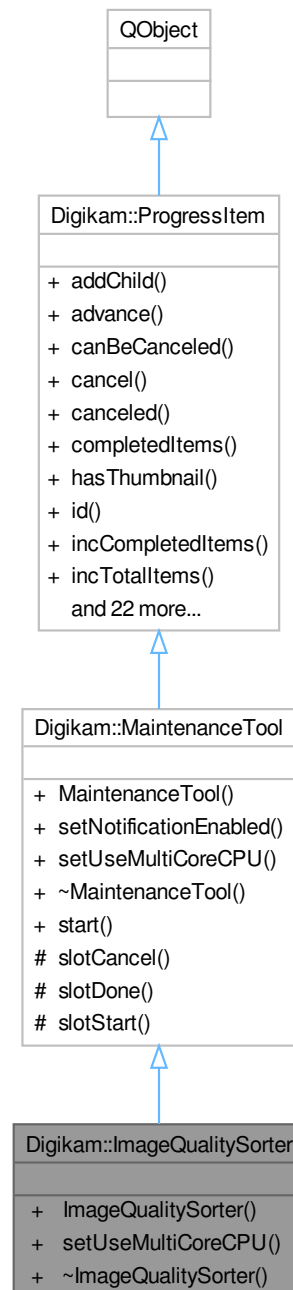 QObject
Digikam::ProgressItem
+ addChild()
+ advance()
+ canBeCanceled()
+ cancel()
+ canceled()
+ completedItems()
+ hasThumbnail()
+ id()
+ incCompletedItems()
+ incTotalItems()
and 22 more...
Digikam::MaintenanceTool
+ MaintenanceTool()
+ setNotificationEnabled()
+ setUseMultiCoreCPU()
+ ~MaintenanceTool()
+ start()
# slotCancel()
# slotDone()
# slotStart()
Digikam::ImageQualitySorter
+ ImageQualitySorter()
+ setUseMultiCoreCPU()
+ ~ImageQualitySorter()